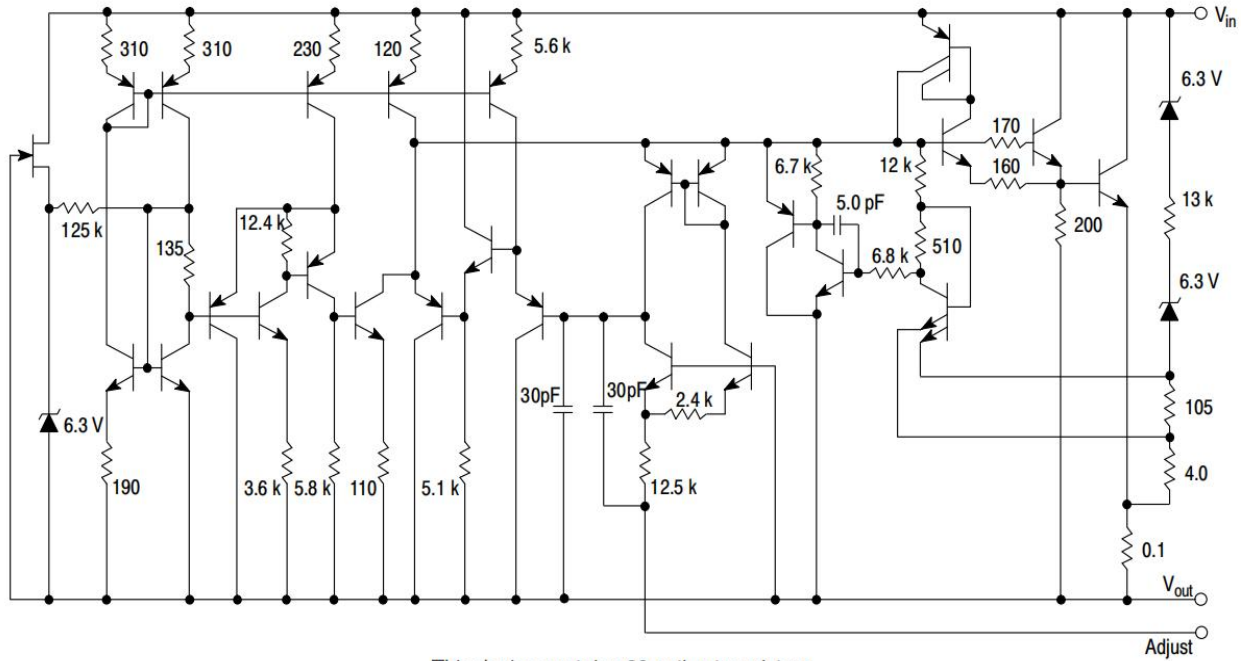 310
310
230
120
5.6 k
Vin
6.3 V
170
160
6.7 k
12 k
5.0 pF
125 k
12.4 k
135
510
6.8 k
200
13 k
6.3 V
6.3 V
30pF
30pF
2.4 k
105
190
3.6 k
5.8 k
110
5.1 k
12.5 k
4.0
0.1
Vout
Adjust